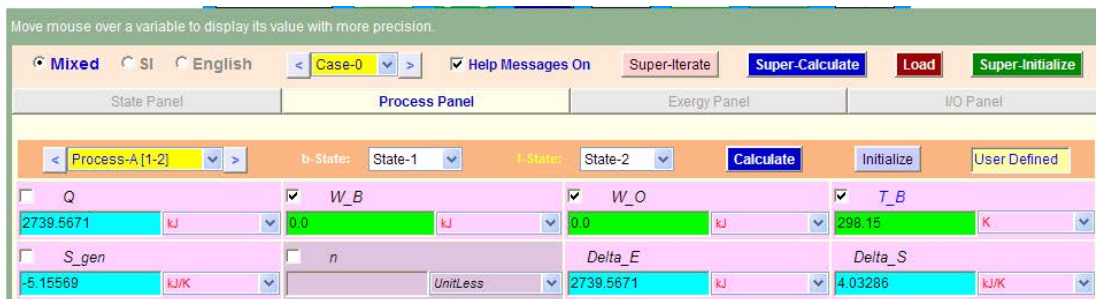 Move mouse over a variable to display its value with more precision.
Mixed SI English < Case-0 > Help Messages On Super-Iterate Super-Calculate Load Super-Initialize
State Panel Process Panel Exergy Panel I/O Panel
< Process-A [1-2] > b-State: State-1 f-State: State-2 Calculate Initialize User Defined
Q W_B W_O T_B
2739.5671 kJ 0.0 kJ 0.0 kJ 298.15 K
S_gen n Delta_E Delta_S
-5.15569 kJ/K UnitLess 2739.5671 kJ 4.03286 kJ/K